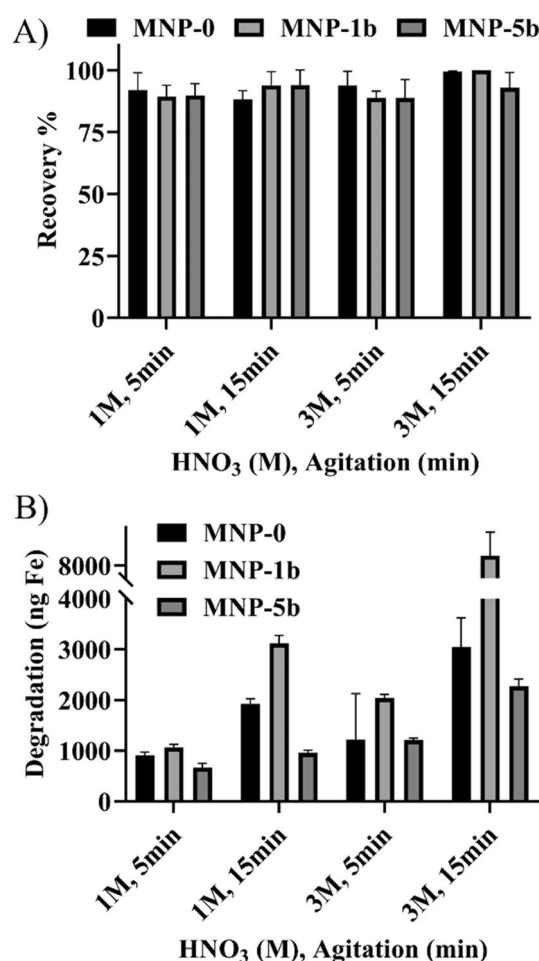 A)
MNP-0 MNP-1b MNP-5b
Recovery %
100
75
50
25
0
1M, 5min
1M, 15min
3M, 5min
3M, 15min
HNO₃ (M), Agitation (min)
B)
MNP-0
MNP-1b
MNP-5b
Degradation (ng Fe)
8000
4000
3000
2000
1000
0
1M, 5min
1M, 15min
3M, 5min
3M, 15min
HNO₃ (M), Agitation (min)